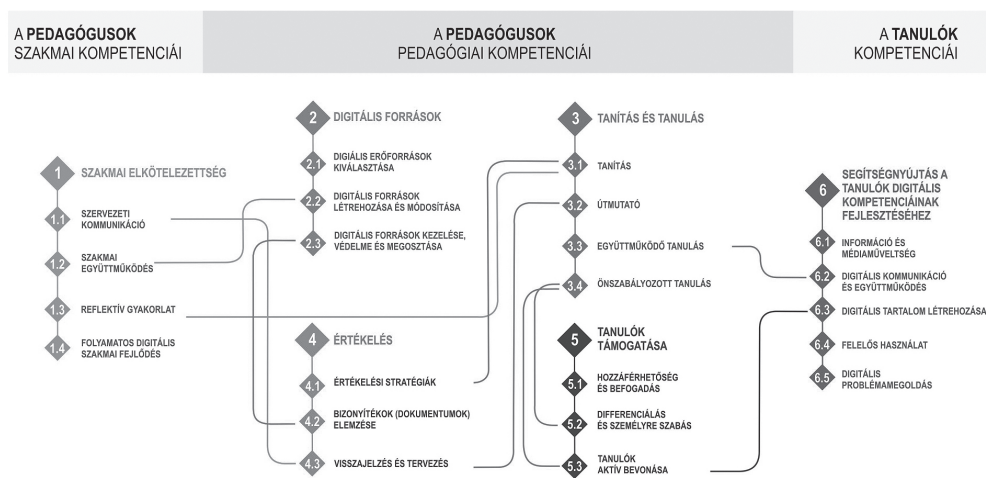 A PEDAGÓGUSOK
SZAKMAI KOMPETENCIÁI
A PEDAGÓGUSOK
PEDAGÓGIAI KOMPETENCIÁI
A TANULÓK
KOMPETENCIÁI
1 SZAKMAI ELKÖTELEZETTSÉG
1.1 SZERVEZETI
KOMMUNIKÁCIÓ
1.2 SZAKMAI
EGYÜTTMŰKÖDÉS
1.3 REFLEKTÍV GYAKORLAT
1.4 FOLYAMATOS DIGITÁLIS
SZAKMAI FEJLŐDÉS
2 DIGITÁLIS FORRÁSOK
2.1 DIGIÁLIS ERŐFORRÁSOK
KIVÁLASZTÁSA
2.2 DIGITÁLIS FORRÁSOK
LÉTREHOZÁSA ÉS MÓDOSÍTÁSA
2.3 DIGITÁLIS FORRÁSOK KEZELÉSE,
VÉDELME ÉS MEGOSZTÁSA
4 ÉRTÉKELÉS
4.1 ÉRTÉKELÉSI STRATÉGIÁK
4.2 BIZONYÍTÉKOK (DOKUMENTUMOK)
ELEMZÉSE
4.3 VISSZAJELZÉS ÉS TERVEZÉS
3 TANÍTÁS ÉS TANULÁS
3.1 TANÍTÁS
3.2 ÚTMUTATÓ
3.3 EGYÜTTMŰKÖDŐ TANULÁS
3.4 ÖNSZABÁLYOZOTT TANULÁS
5 TANULÓK
TÁMOGATÁSA
5.1 HOZZÁFÉRHETŐSÉG
ÉS BEFOGADÁS
5.2 DIFFERENCIÁLÁS
ÉS SZEMÉLYRE SZABÁS
5.3 TANULÓK
AKTÍV BEVONÁSA
6 SEGÍTSÉGNYÚJTÁS A
TANULÓK DIGITÁLIS
KOMPETENCIÁINAK
FEJLESZTÉSÉHEZ
6.1 INFORMÁCIÓ ÉS
MÉDIAMŰVELTSÉG
6.2 DIGITÁLIS KOMMUNIKÁCIÓ
ÉS EGYÜTTMŰKÖDÉS
6.3 DIGITÁLIS TARTALOM LÉTREHOZÁSA
6.4 FELELŐS HASZNÁLAT
6.5 DIGITÁLIS
PROBLÉMAMEGOLDÁS